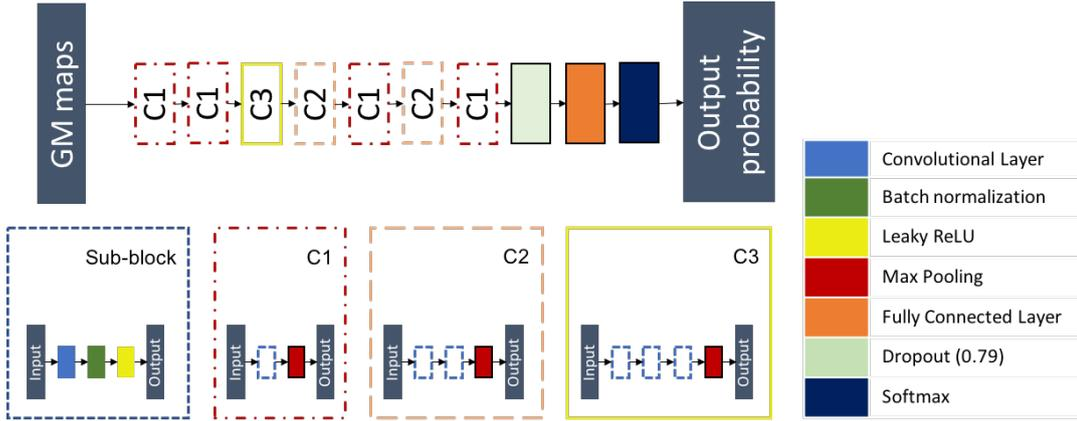 GM maps
C1
C1
C3
C2
C1
C2
C1
Output
probability
Sub-block
Input
Output
C1
Input
Output
C2
Input
Output
C3
Input
Output
Convolutional Layer
Batch normalization
Leaky ReLU
Max Pooling
Fully Connected Layer
Dropout (0.79)
Softmax